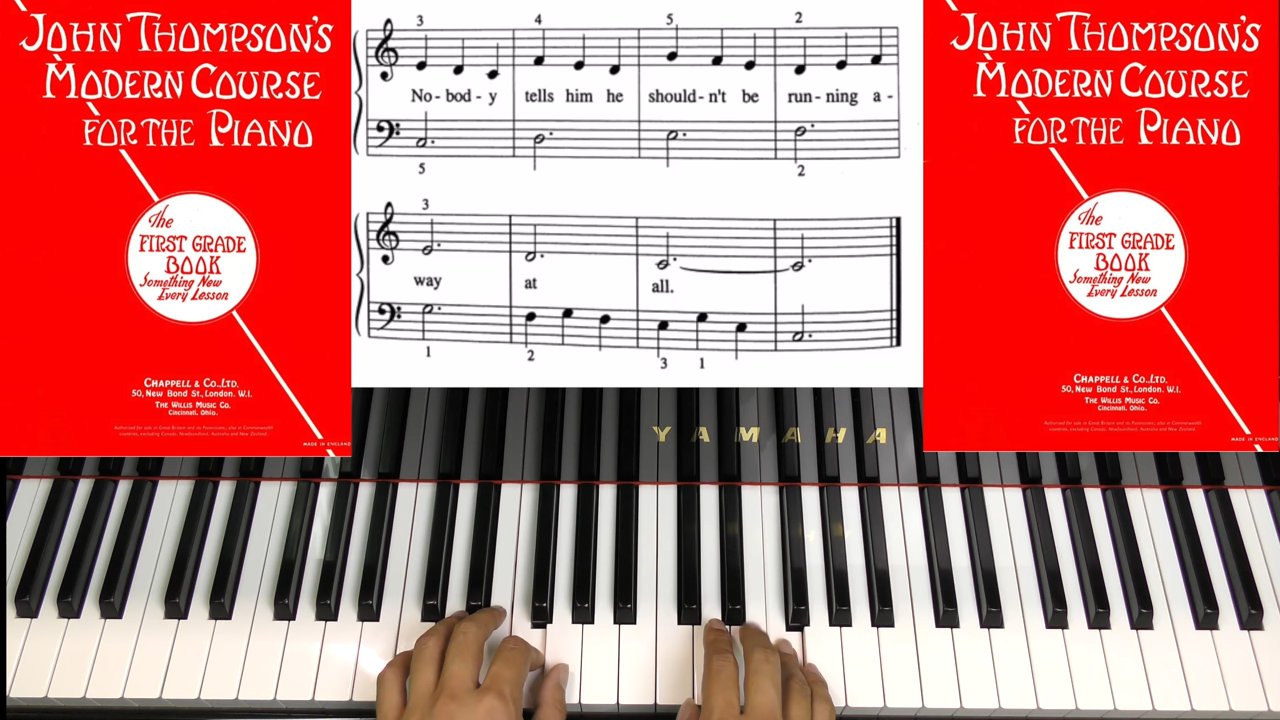 JOHN THOMPSON'S
MODERN COURSE
FOR THE PIANO
The
FIRST GRADE
BOOK
Something New
Every Lesson
CHAPPELL & CO., LTD.
50, New Bond St., London. W.1.
THE WILLIS MUSIC CO.
Cincinnati, Ohio.
MADE IN ENGLAND
3 4 5 2
No - bod - y tells him he should - n't be run - ning a -
5 2
3
way at all.
1 2 3 1
JOHN THOMPSON'S
MODERN COURSE
FOR THE PIANO
The
FIRST GRADE
BOOK
Something New
Every Lesson
CHAPPELL & CO., LTD.
50, New Bond St., London. W.1.
THE WILLIS MUSIC CO.
Cincinnati, Ohio.
MADE IN ENGLAND
YAMAHA